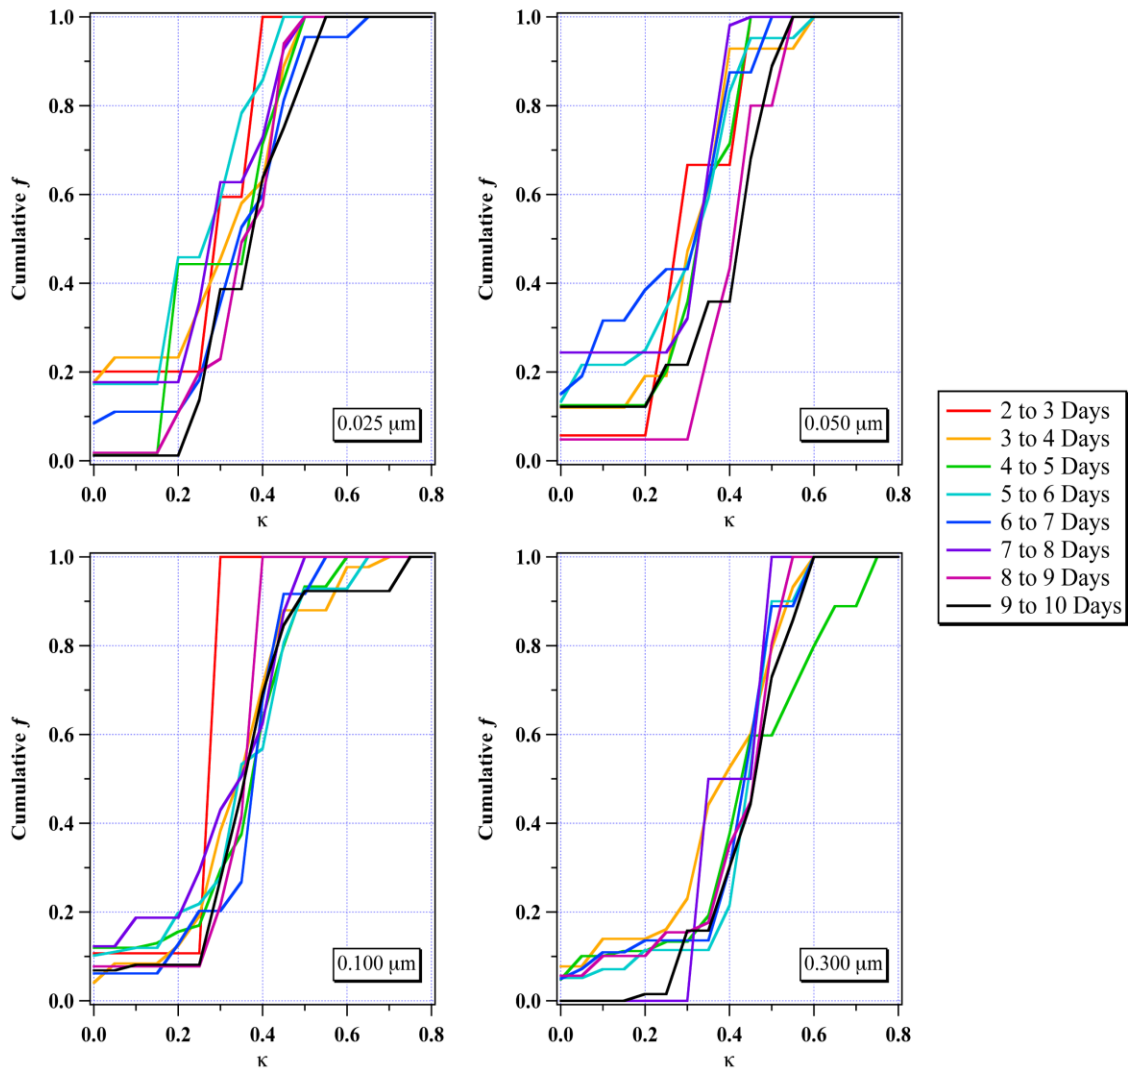 1.0
0.8
0.6
0.4
0.2
0.0
Cumulative f
0.0 0.2 0.4 0.6 0.8
κ
0.025 µm
1.0
0.8
0.6
0.4
0.2
0.0
Cumulative f
0.0 0.2 0.4 0.6 0.8
κ
0.050 µm
1.0
0.8
0.6
0.4
0.2
0.0
Cumulative f
0.0 0.2 0.4 0.6 0.8
κ
0.100 µm
1.0
0.8
0.6
0.4
0.2
0.0
Cumulative f
0.0 0.2 0.4 0.6 0.8
κ
0.300 µm
2 to 3 Days
3 to 4 Days
4 to 5 Days
5 to 6 Days
6 to 7 Days
7 to 8 Days
8 to 9 Days
9 to 10 Days